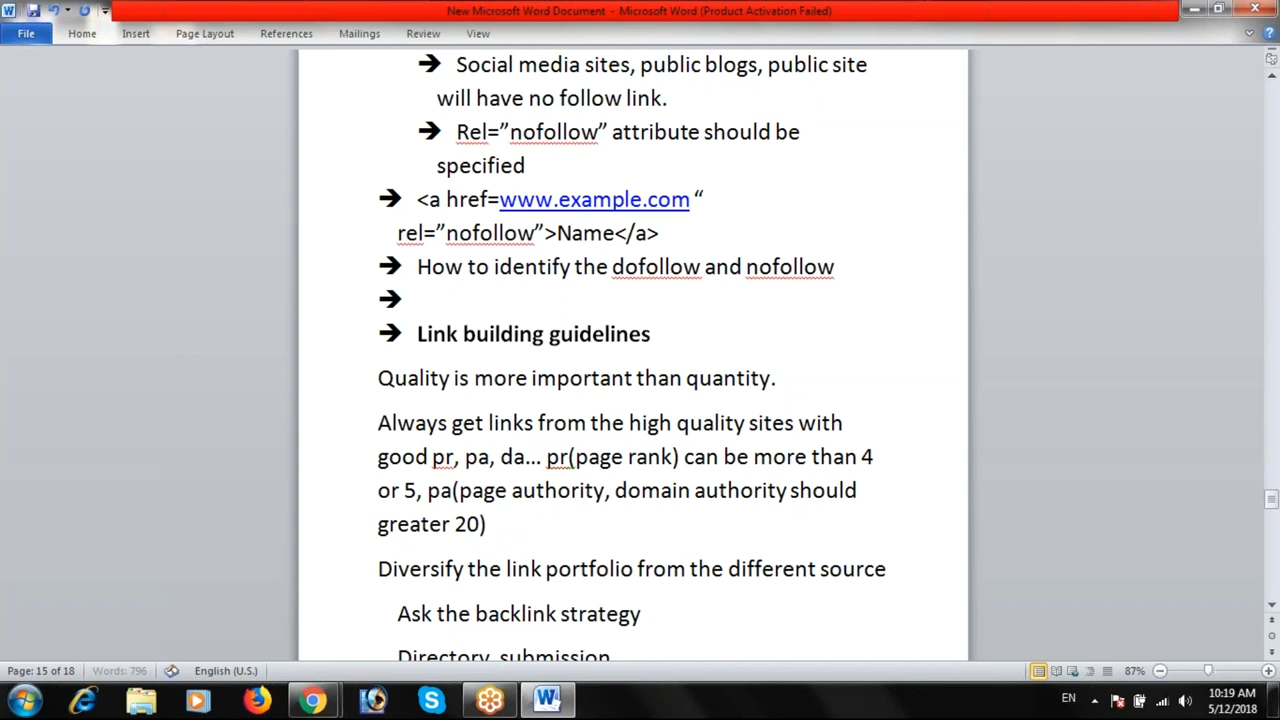 New Microsoft Word Document - Microsoft Word (Product Activation Failed)
File Home Insert Page Layout References Mailings Review View
➔ Social media sites, public blogs, public site
will have no follow link.
➔ Rel=”nofollow” attribute should be
specified
➔ <a href=www.example.com “
rel=”nofollow”>Name</a>
➔ How to identify the dofollow and nofollow
➔
➔ Link building guidelines
Quality is more important than quantity.
Always get links from the high quality sites with
good pr, pa, da... pr(page rank) can be more than 4
or 5, pa(page authority, domain authority should
greater 20)
Diversify the link portfolio from the different source
Ask the backlink strategy
Directory submission
Page: 15 of 18 Words: 796 English (U.S.) 87%
EN 10:19 AM
5/12/2018